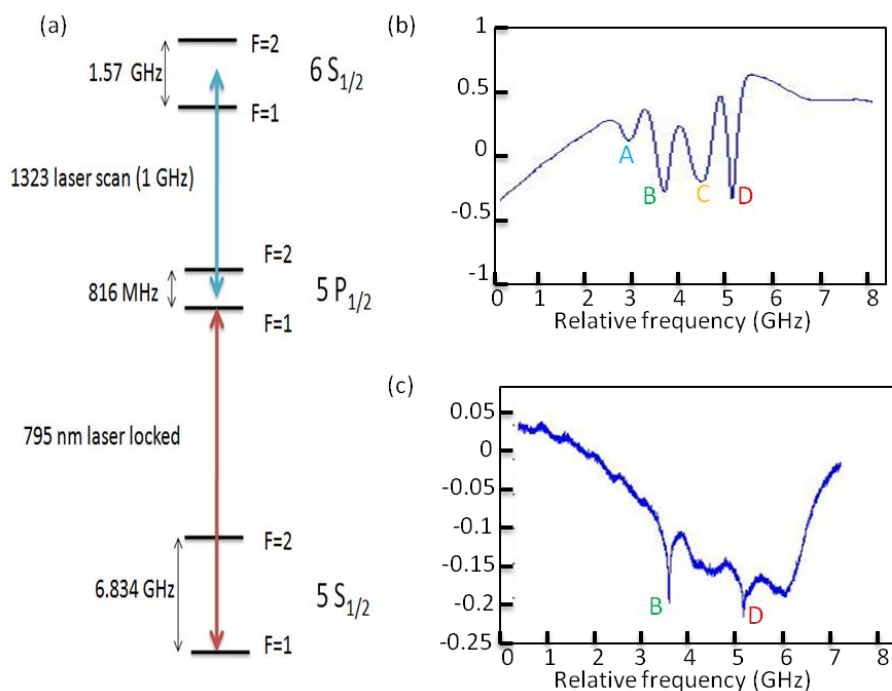 (a)
F=2
1.57 GHz
6 S1/2
F=1
1323 laser scan (1 GHz)
F=2
816 MHz
5 P1/2
F=1
795 nm laser locked
F=2
6.834 GHz
5 S1/2
F=1
(b)
1
0.5
0
-0.5
-1
A
B
C
D
0 1 2 3 4 5 6 7 8
Relative frequency (GHz)
(c)
0.05
0
-0.05
-0.1
-0.15
-0.2
-0.25
B
D
0 1 2 3 4 5 6 7 8
Relative frequency (GHz)